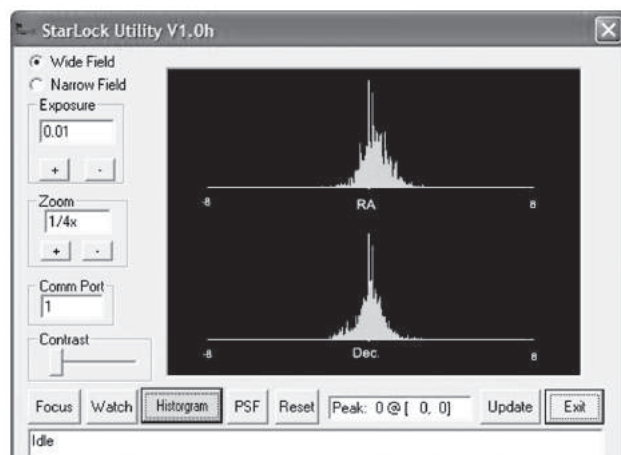 StarLock Utility V1.0h
Wide Field
Narrow Field
Exposure
0.01
+ -
Zoom
1/4x
+ -
Comm Port
1
Contrast
-8 RA 8
-8 Dec. 8
Focus Watch Historgram PSF Reset Peak: 0 @ [ 0, 0] Update Exit
Idle